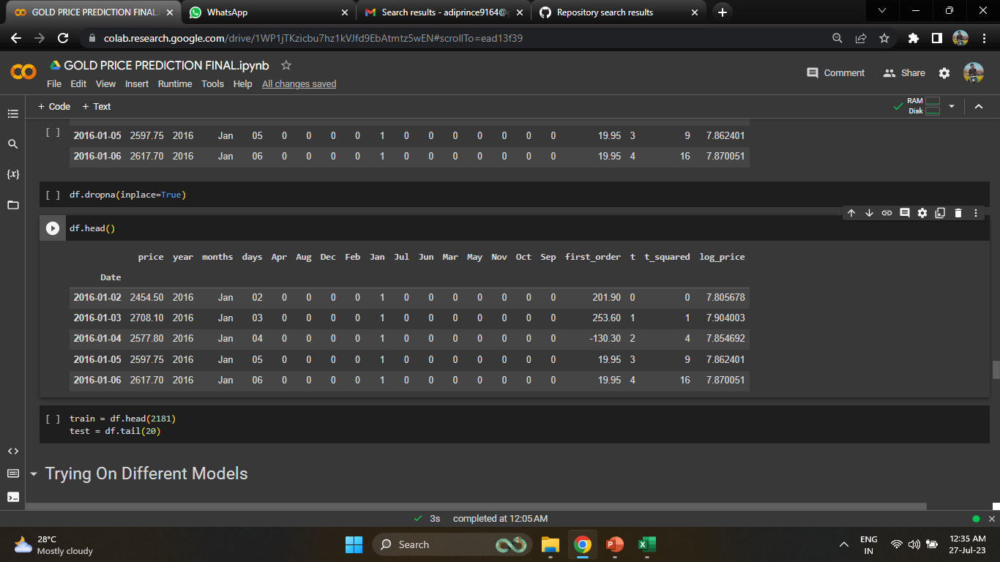 GOLD PRICE PREDICTION FINAL.i
WhatsApp
Search results - adiprince9164@g
Repository search results
colab.research.google.com/drive/1WP1jTKzicbu7hz1kVJfd9EbAtmtz5wEN#scrollTo=ead13f39
GOLD PRICE PREDICTION FINAL.ipynb
Comment Share
File Edit View Insert Runtime Tools Help All changes saved
+ Code + Text
RAM
Disk
[ ] 2016-01-05 2597.75 2016 Jan 05 0 0 0 0 1 0 0 0 0 0 0 0 19.95 3 9 7.862401
2016-01-06 2617.70 2016 Jan 06 0 0 0 0 1 0 0 0 0 0 0 0 19.95 4 16 7.870051
{x}
[ ] df.dropna(inplace=True)
df.head()
price year months days Apr Aug Dec Feb Jan Jul Jun Mar May Nov Oct Sep first_order t t_squared log_price
Date
2016-01-02 2454.50 2016 Jan 02 0 0 0 0 1 0 0 0 0 0 0 0 201.90 0 0 7.805678
2016-01-03 2708.10 2016 Jan 03 0 0 0 0 1 0 0 0 0 0 0 0 253.60 1 1 7.904003
2016-01-04 2577.80 2016 Jan 04 0 0 0 0 1 0 0 0 0 0 0 0 -130.30 2 4 7.854692
2016-01-05 2597.75 2016 Jan 05 0 0 0 0 1 0 0 0 0 0 0 0 19.95 3 9 7.862401
2016-01-06 2617.70 2016 Jan 06 0 0 0 0 1 0 0 0 0 0 0 0 19.95 4 16 7.870051
[ ] train = df.head(2181)
test = df.tail(20)
Trying On Different Models
3s completed at 12:05 AM
28°C
Mostly cloudy
Search
ENG
IN
12:35 AM
27-Jul-23